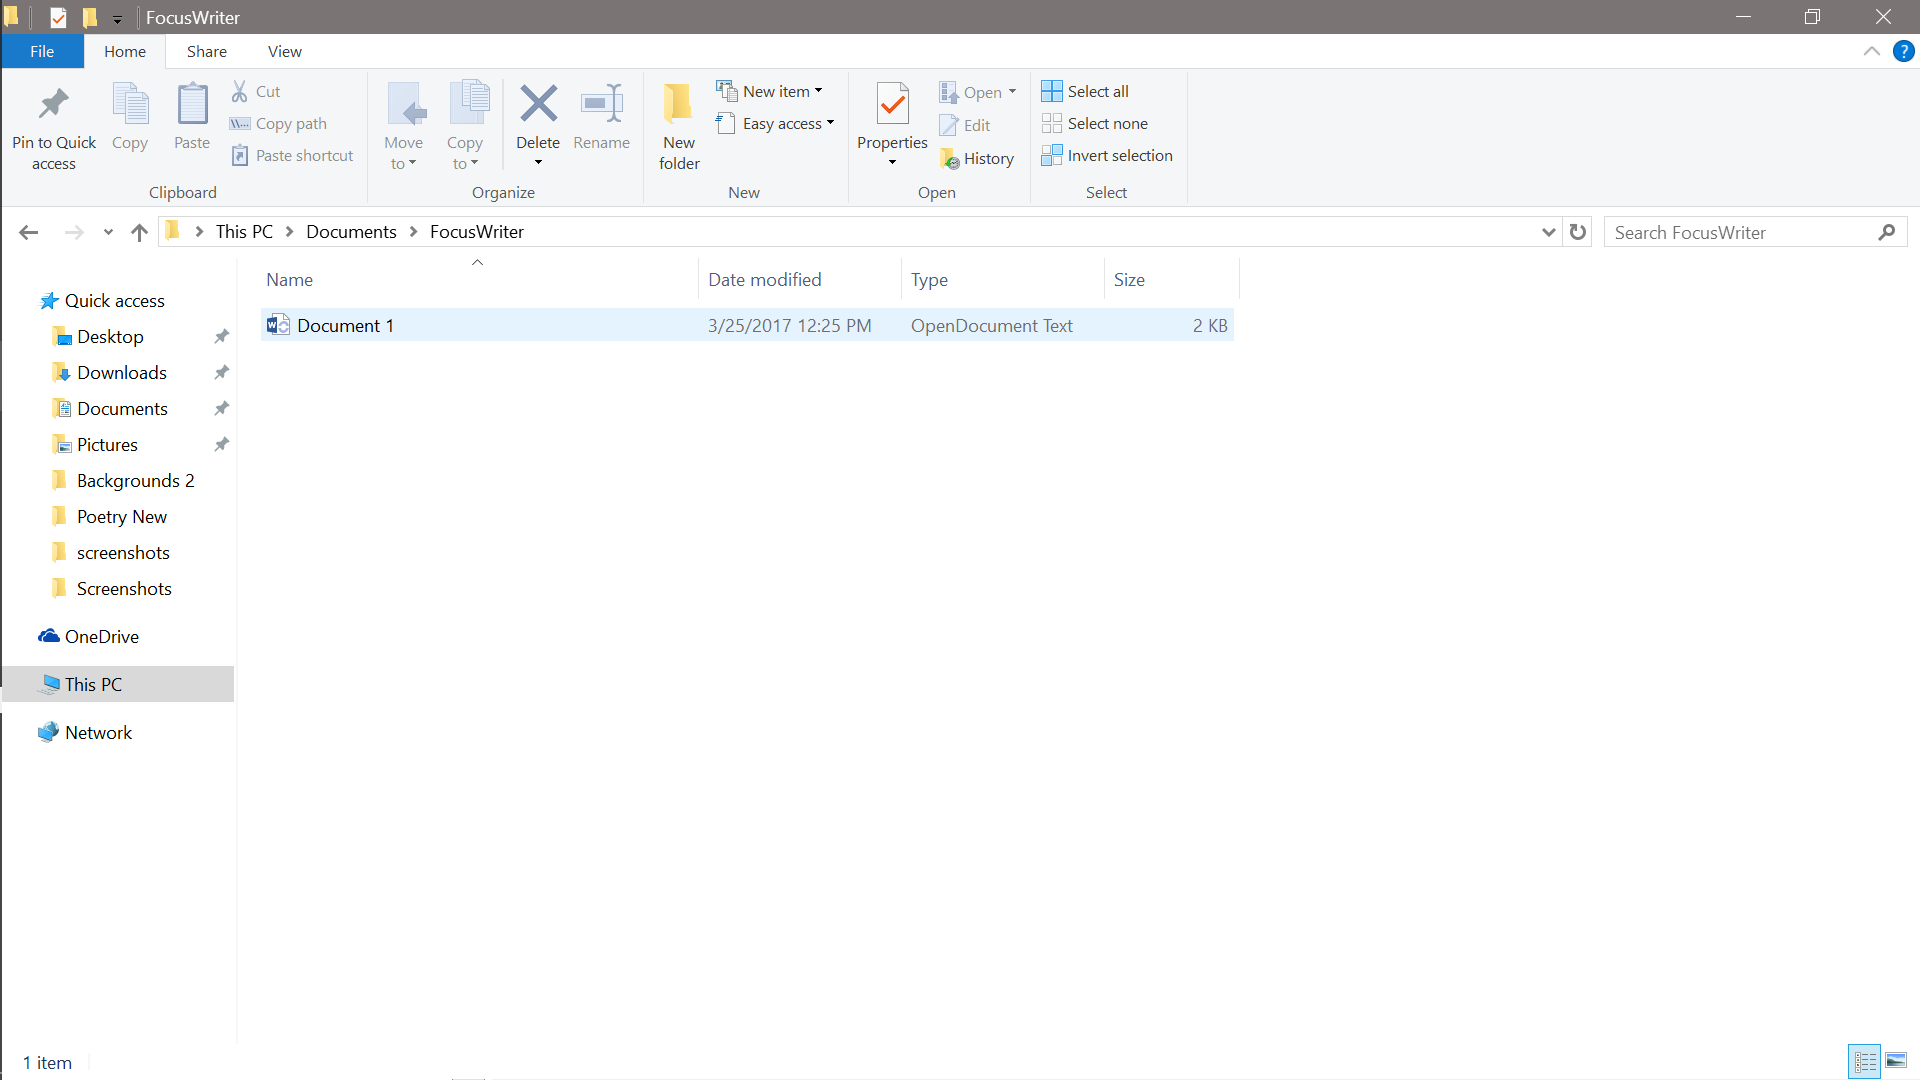 FocusWriter
File Home Share View
Pin to Quick access
Copy
Paste
Cut
Copy path
Paste shortcut
Clipboard
Move to
Copy to
Delete
Rename
Organize
New folder
New item
Easy access
New
Properties
Open
Edit
History
Open
Select all
Select none
Invert selection
Select
This PC Documents FocusWriter
Search FocusWriter
Name Date modified Type Size
Document 1 3/25/2017 12:25 PM OpenDocument Text 2 KB
Quick access
Desktop
Downloads
Documents
Pictures
Backgrounds 2
Poetry New
screenshots
Screenshots
OneDrive
This PC
Network
1 item